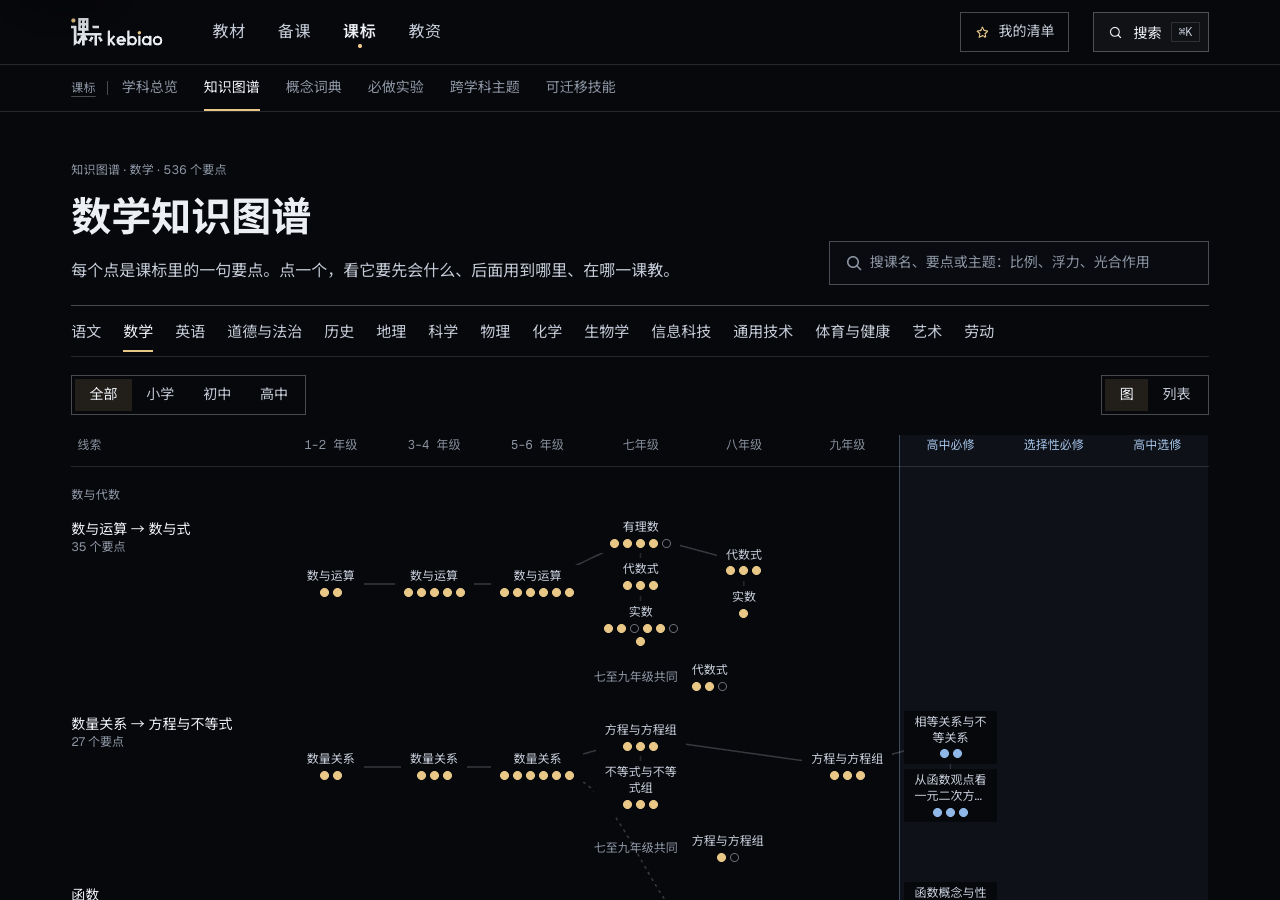 课标 kebiao 教材 备课 课标 教资 我的清单 搜索 ⌘K
课标 学科总览 知识图谱 概念词典 必做实验 跨学科主题 可迁移技能
知识图谱 · 数学 · 536 个要点
数学知识图谱
每个点是课标里的一句要点。点一个，看它要先会什么、后面用到哪里、在哪一课教。
搜课名、要点或主题：比例、浮力、光合作用
语文 数学 英语 道德与法治 历史 地理 科学 物理 化学 生物学 信息科技 通用技术 体育与健康 艺术 劳动
全部 小学 初中 高中 图 列表
线索 1-2 年级 3-4 年级 5-6 年级 七年级 八年级 九年级 高中必修 选择性必修 高中选修
数与代数
数与运算 → 数与式
35 个要点
有理数
代数式
数与运算 数与运算 数与运算 代数式
实数
实数
七至九年级共同 代数式
数量关系 → 方程与不等式
27 个要点
相等关系与不
等关系
方程与方程组
数量关系 数量关系 数量关系 方程与方程组
不等式与不等
式组
从函数观点看
一元二次方...
七至九年级共同 方程与方程组
函数
函数概念与性